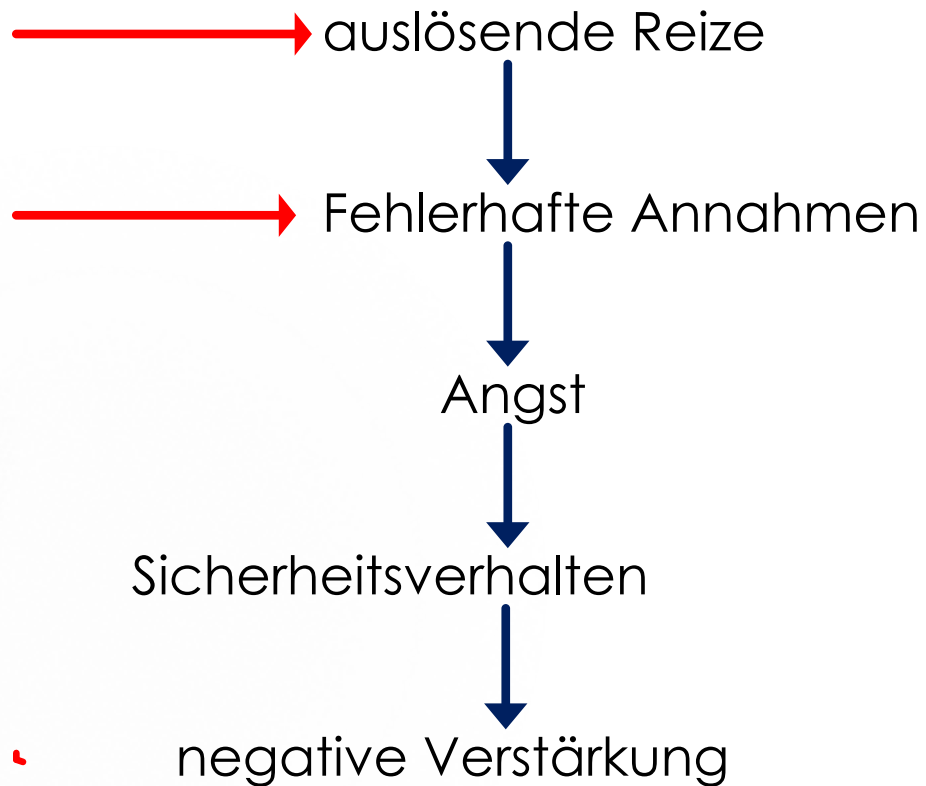 auslösende Reize
Fehlerhafte Annahmen
Angst
Sicherheitsverhalten
negative Verstärkung